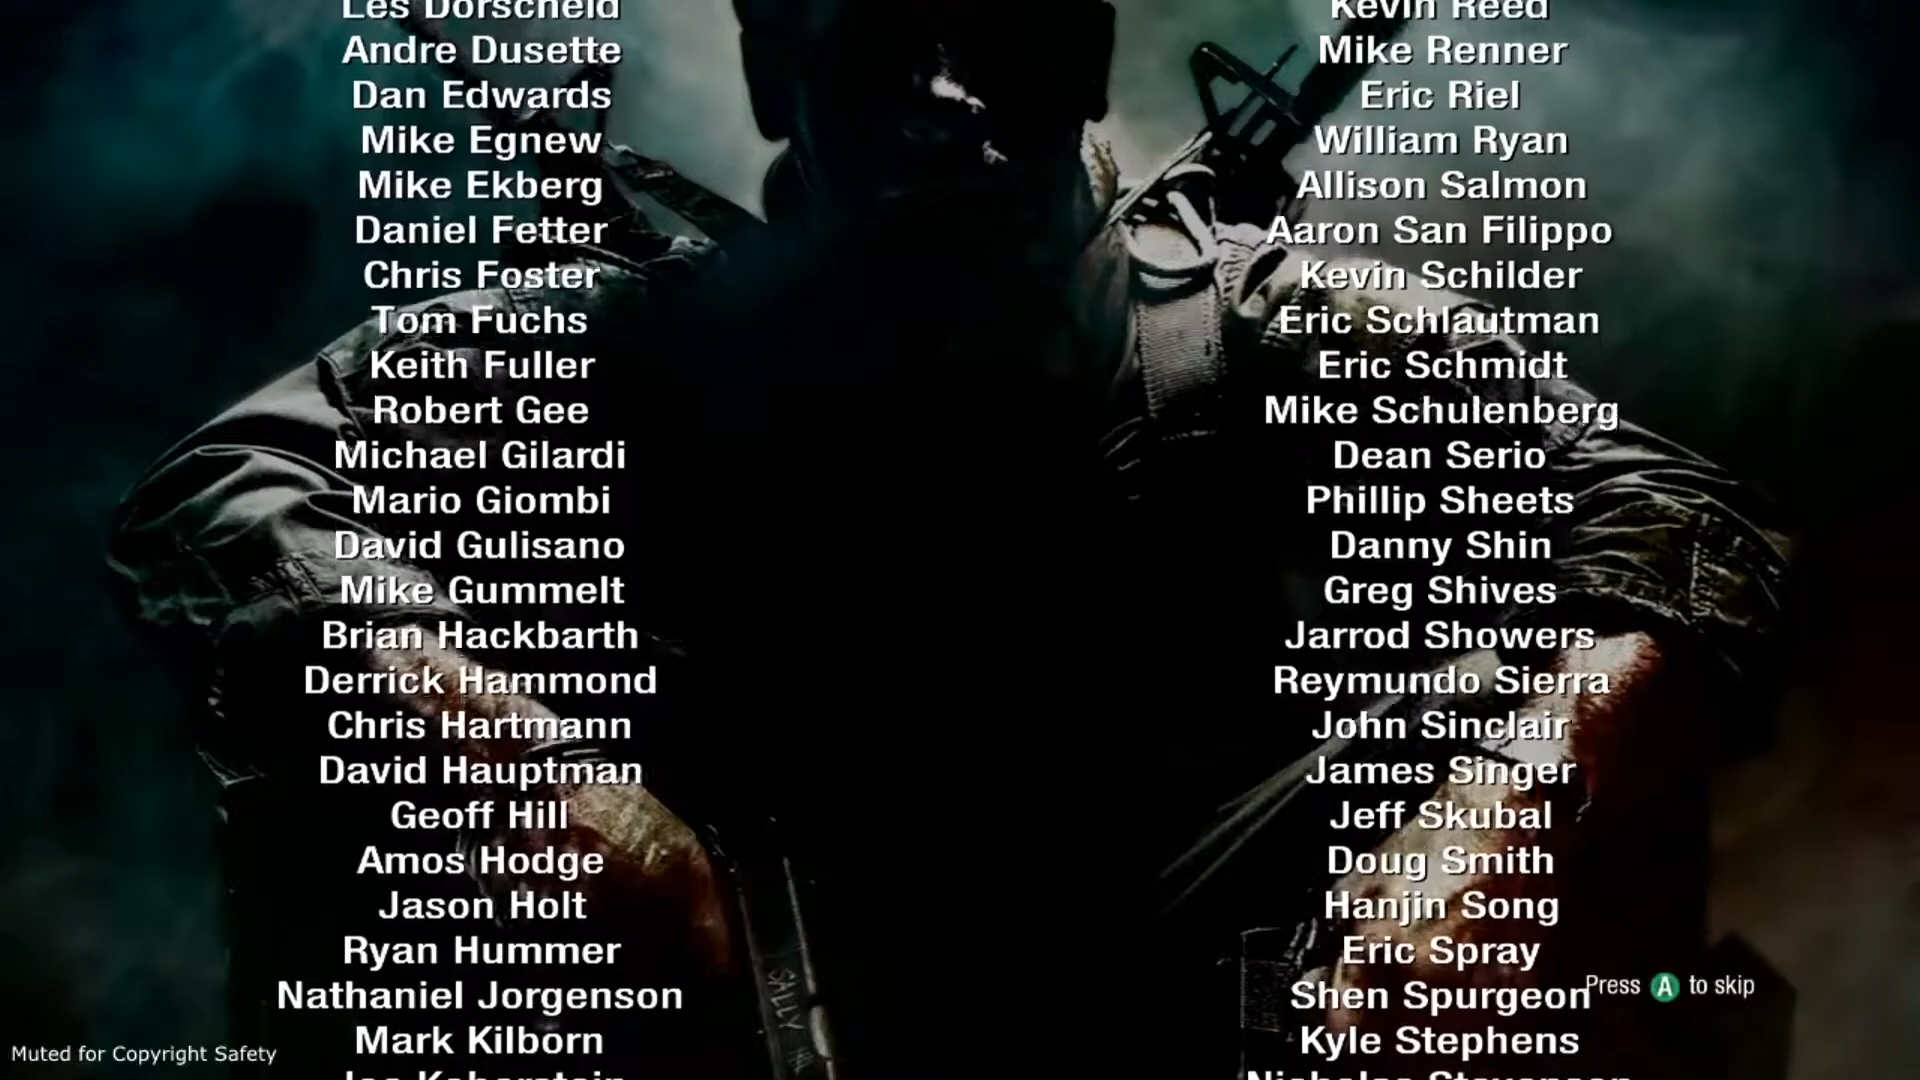 Les Dorscheid
Andre Dusette
Dan Edwards
Mike Egnew
Mike Ekberg
Daniel Fetter
Chris Foster
Tom Fuchs
Keith Fuller
Robert Gee
Michael Gilardi
Mario Giombi
David Gulisano
Mike Gummelt
Brian Hackbarth
Derrick Hammond
Chris Hartmann
David Hauptman
Geoff Hill
Amos Hodge
Jason Holt
Ryan Hummer
Nathaniel Jorgenson
Mark Kilborn
Kevin Reed
Mike Renner
Eric Riel
William Ryan
Allison Salmon
Aaron San Filippo
Kevin Schilder
Eric Schlautman
Eric Schmidt
Mike Schulenberg
Dean Serio
Phillip Sheets
Danny Shin
Greg Shives
Jarrod Showers
Reymundo Sierra
John Sinclair
James Singer
Jeff Skubal
Doug Smith
Hanjin Song
Eric Spray
Shen Spurgeon
Kyle Stephens
Press A to skip
SALLY
Muted for Copyright Safety